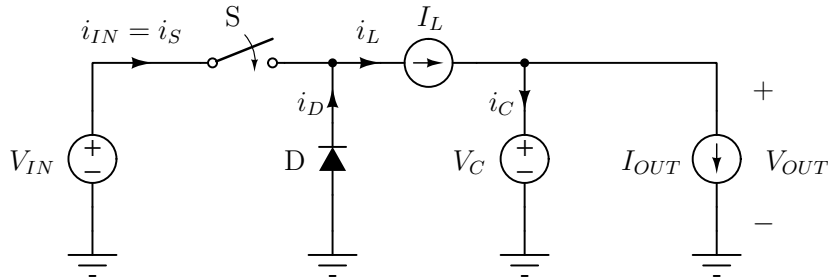 i_{IN} = i_S
S
i_L
I_L
i_D
i_C
+
V_{IN}
+
−
D
V_C
+
−
I_{OUT}
V_{OUT}
−